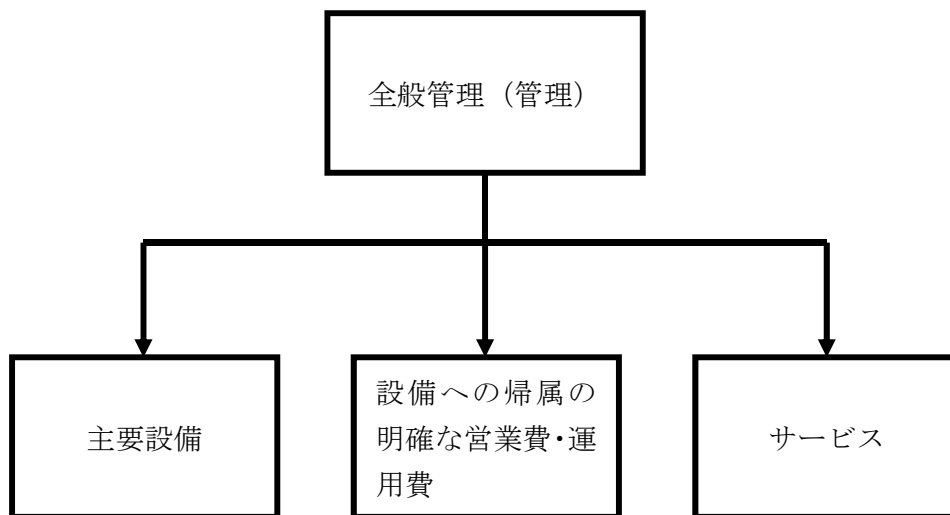 全般管理（管理）
主要設備
設備への帰属の
明確な営業費・運
用費
サービス